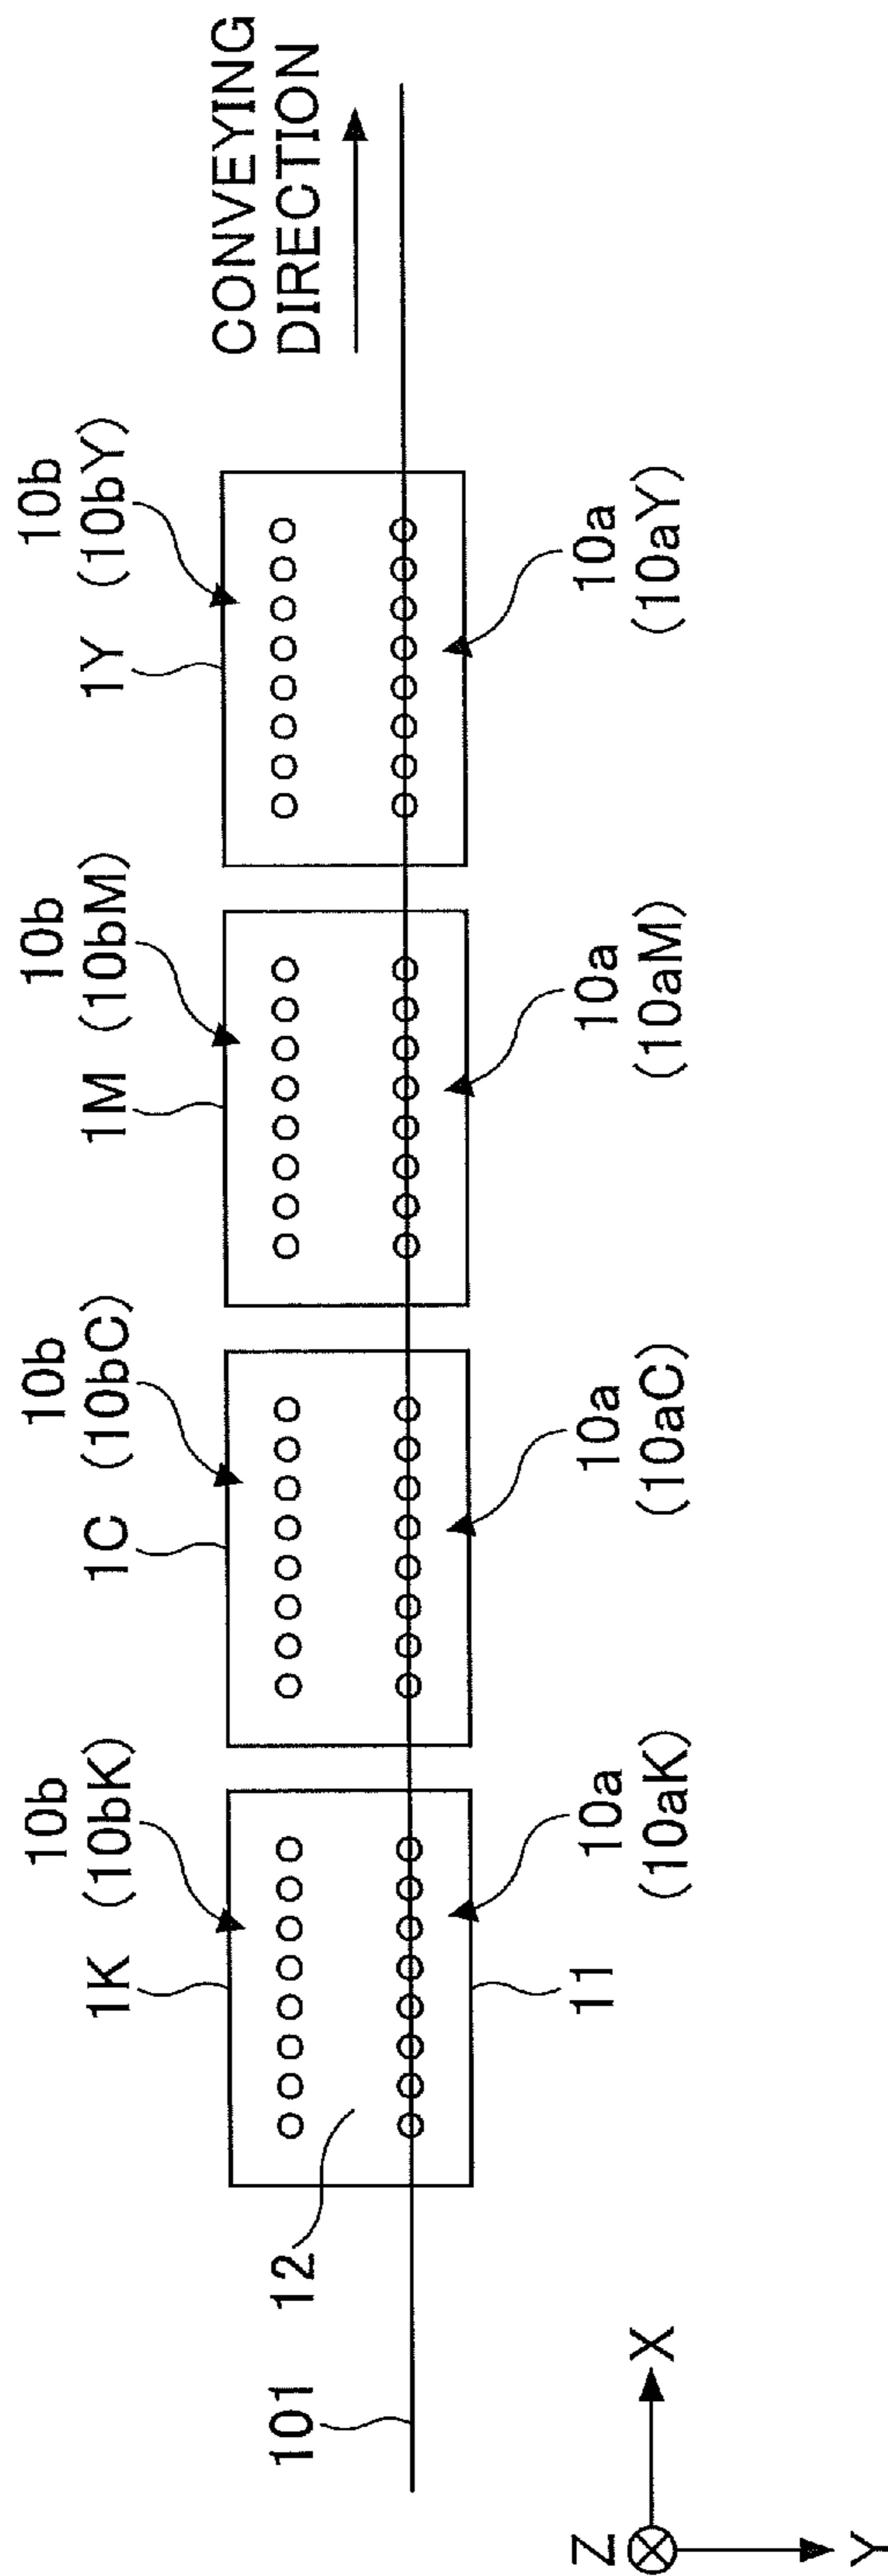 CONVEYING
DIRECTION
10b
1K (10bK)
10b
1C (10bC)
10b
1M (10bM)
10b
1Y (10bY)
101
12
11
10a
(10aK)
10a
(10aC)
10a
(10aM)
10a
(10aY)
Z
X
Y